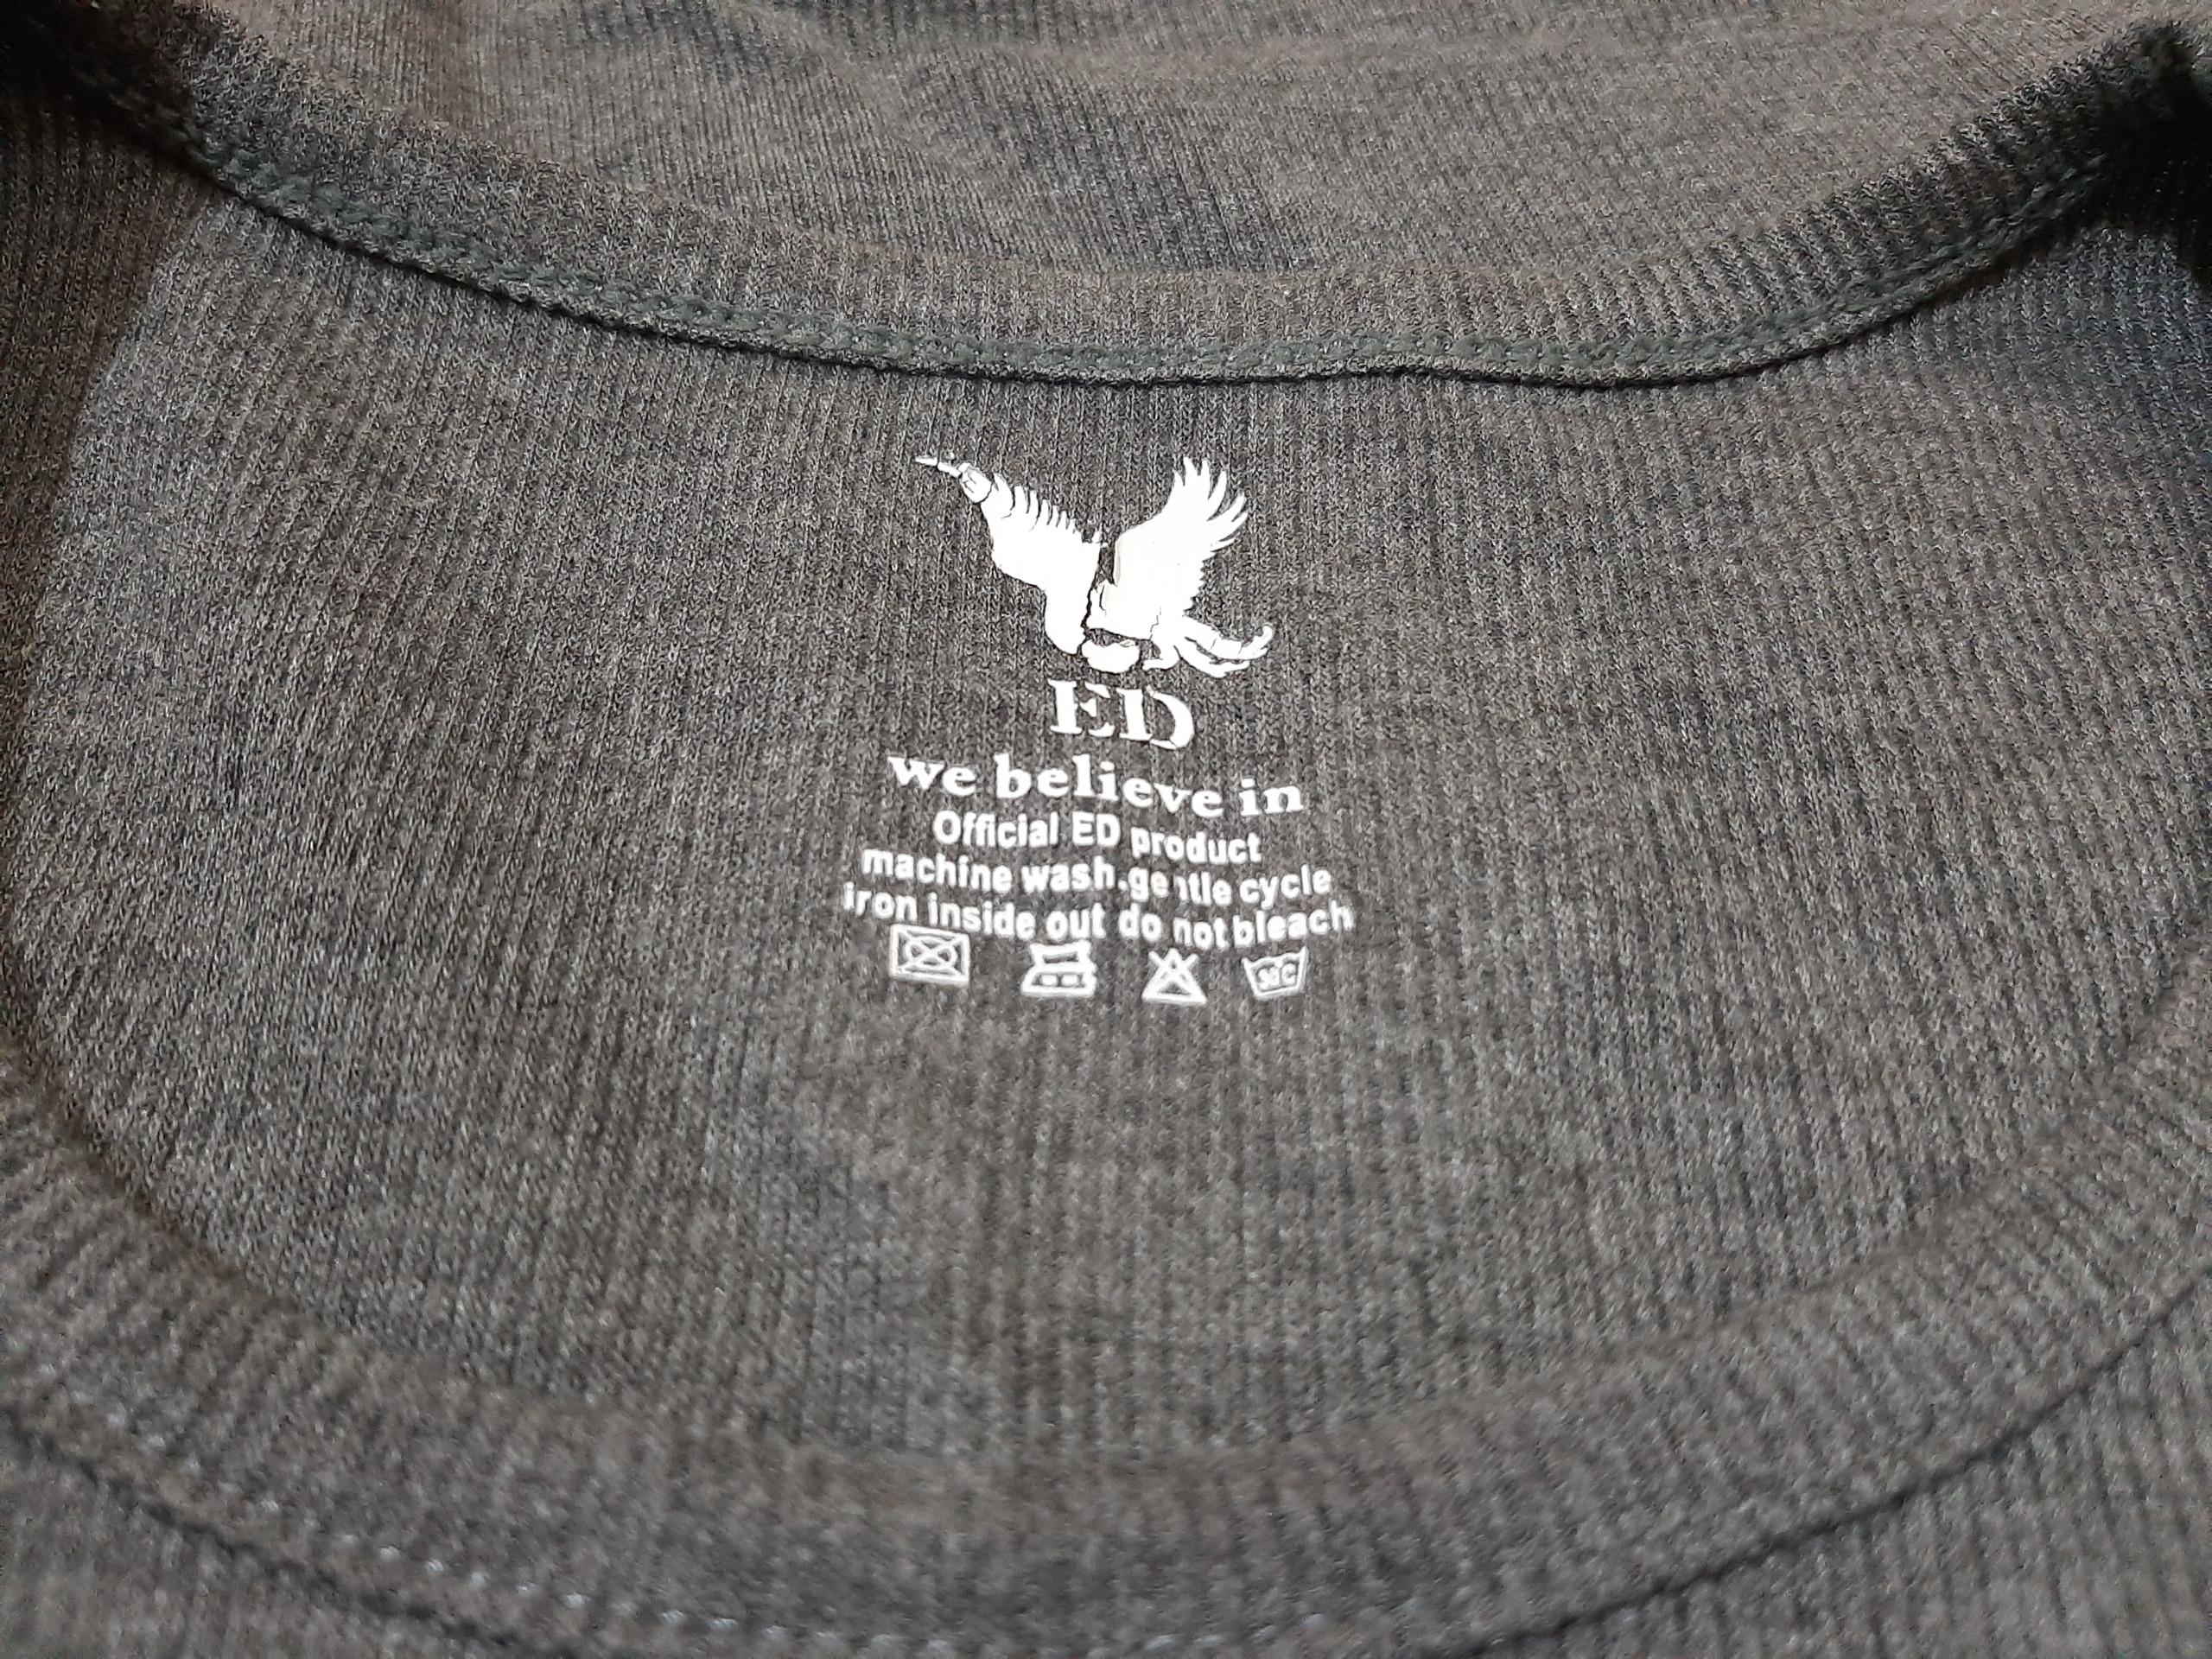 ED
we believe in
Official ED product
machine wash.gentle cycle
iron inside out do not bleach